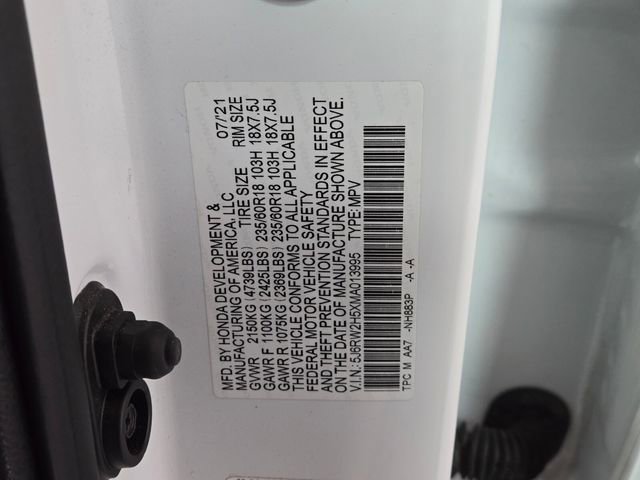 MFD. BY HONDA DEVELOPMENT &
MANUFACTURING OF AMERICA, LLC 07/'21
GVWR 2150KG (4739LBS) TIRE SIZE RIM SIZE
GAWR F 1100KG (2425LBS) 235/60R18 103H 18X7.5J
GAWR R 1075KG (2369LBS) 235/60R18 103H 18X7.5J
THIS VEHICLE CONFORMS TO ALL APPLICABLE
FEDERAL MOTOR VEHICLE SAFETY
AND THEFT PREVENTION STANDARDS IN EFFECT
ON THE DATE OF MANUFACTURE SHOWN ABOVE.
V.I.N.: 5J6RW2H5XMA013995 TYPE: MPV
TPC M AA7 -NH883P -A -A